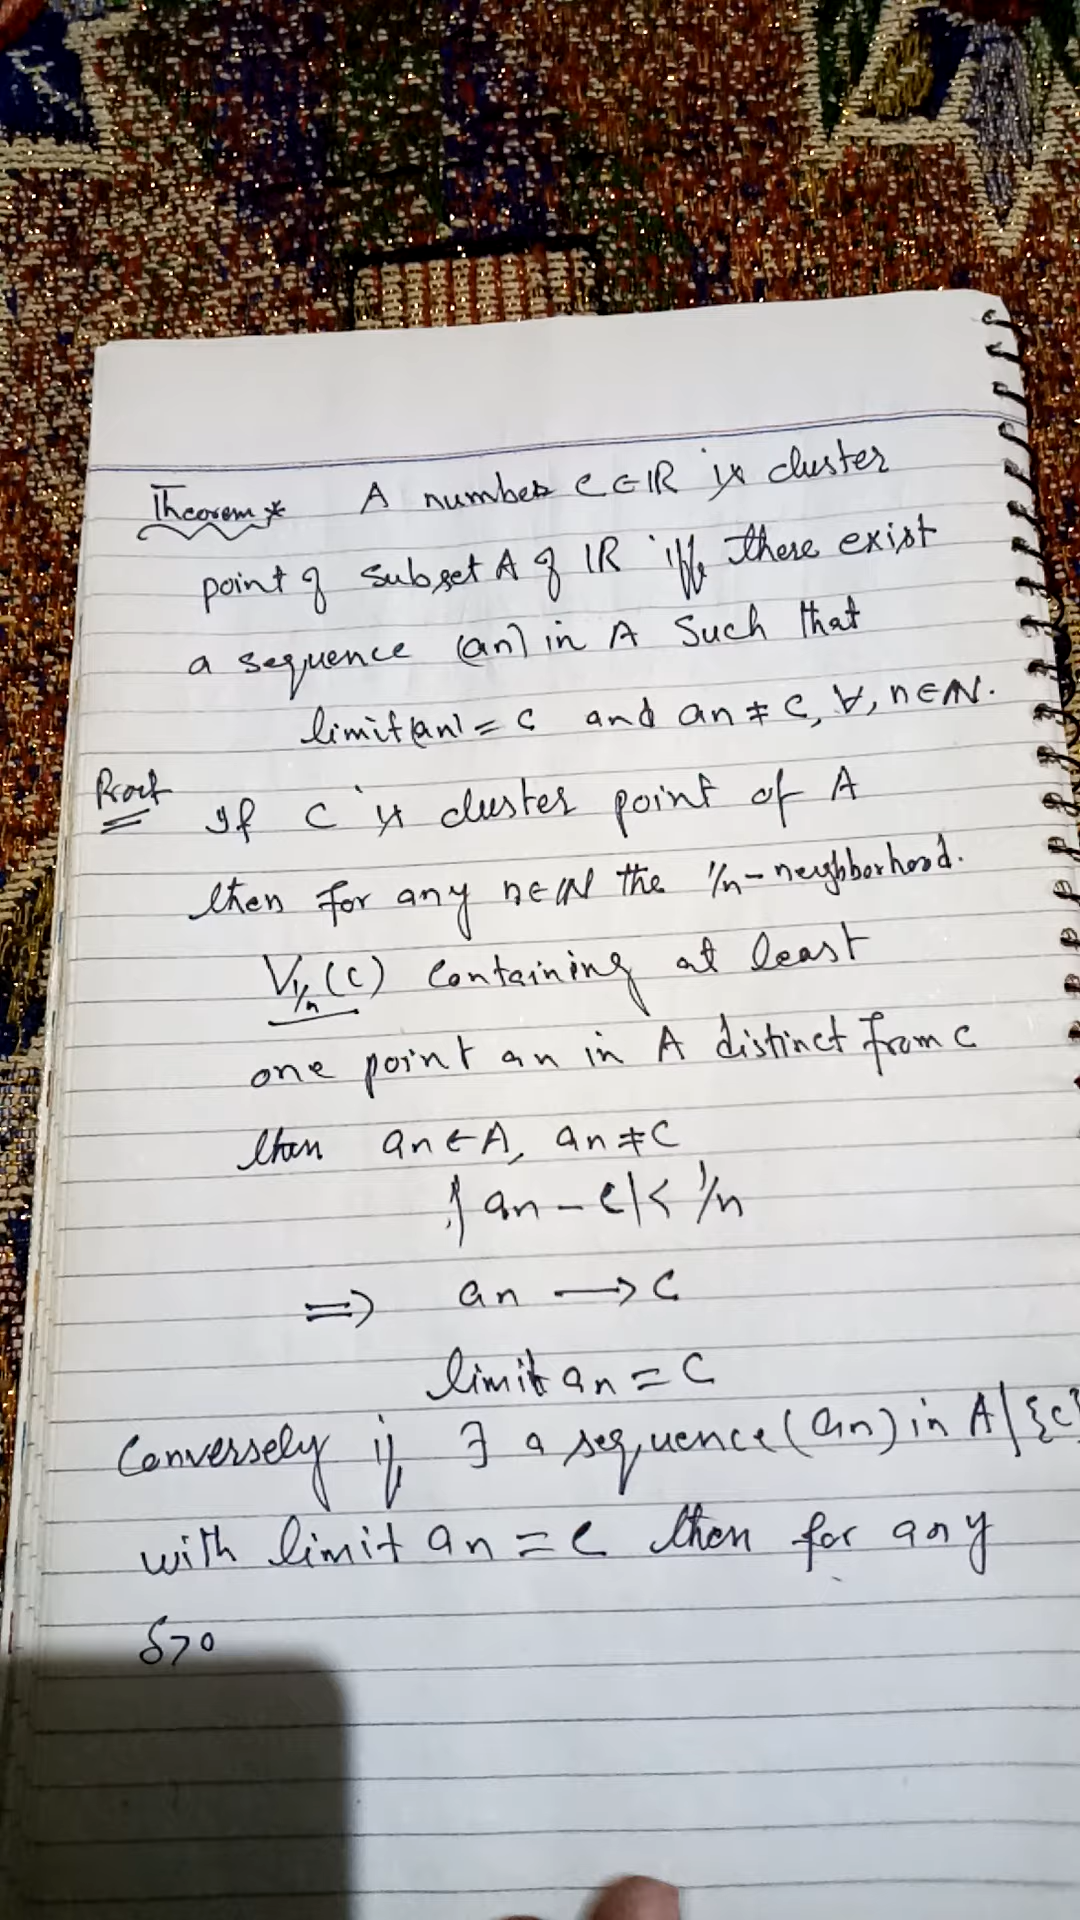 Theorem * A number C ∈ IR is cluster
point of subset A of IR iff there exist
a sequence (an) in A Such that
limit(an) = C and an ≠ C, ∀, n ∈ N.
Proof If C is cluster point of A
then for any n ∈ N the 1/n - neighborhood.
V1/n (C) Containing at least
one point an in A distinct from C
then an ∈ A, an ≠ C
|an - C| < 1/n
⇒ an → C
limit an = C
Conversely if ∃ a sequence (an) in A|{C}
with limit an = C then for any
δ>0